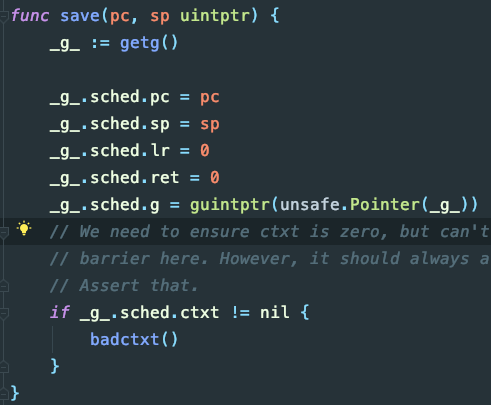 func save(pc, sp uintptr) {
_g_ := getg()
_g_.sched.pc = pc
_g_.sched.sp = sp
_g_.sched.lr = 0
_g_.sched.ret = 0
_g_.sched.g = guintptr(unsafe.Pointer(_g_))
// We need to ensure ctxt is zero, but can't
// barrier here. However, it should always a
// Assert that.
if _g_.sched.ctxt != nil {
badctxt()
}
}